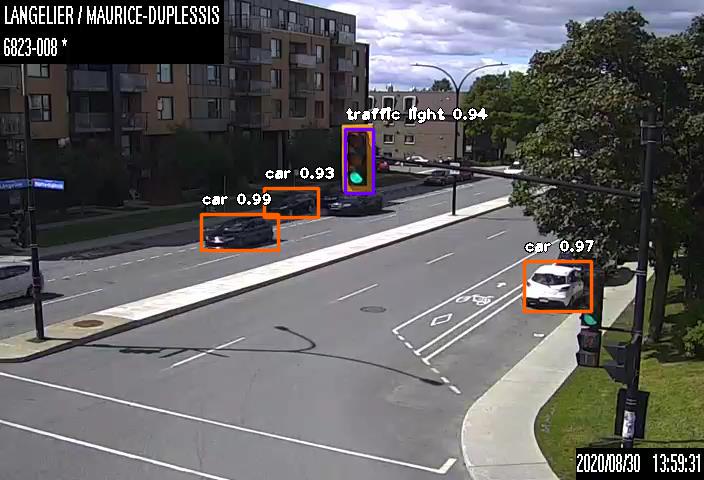 LANGELIER / MAURICE-DUPLESSIS
6823-008 *
traffic light 0.94
car 0.93
car 0.99
car 0.97
2020/08/30 13:59:31